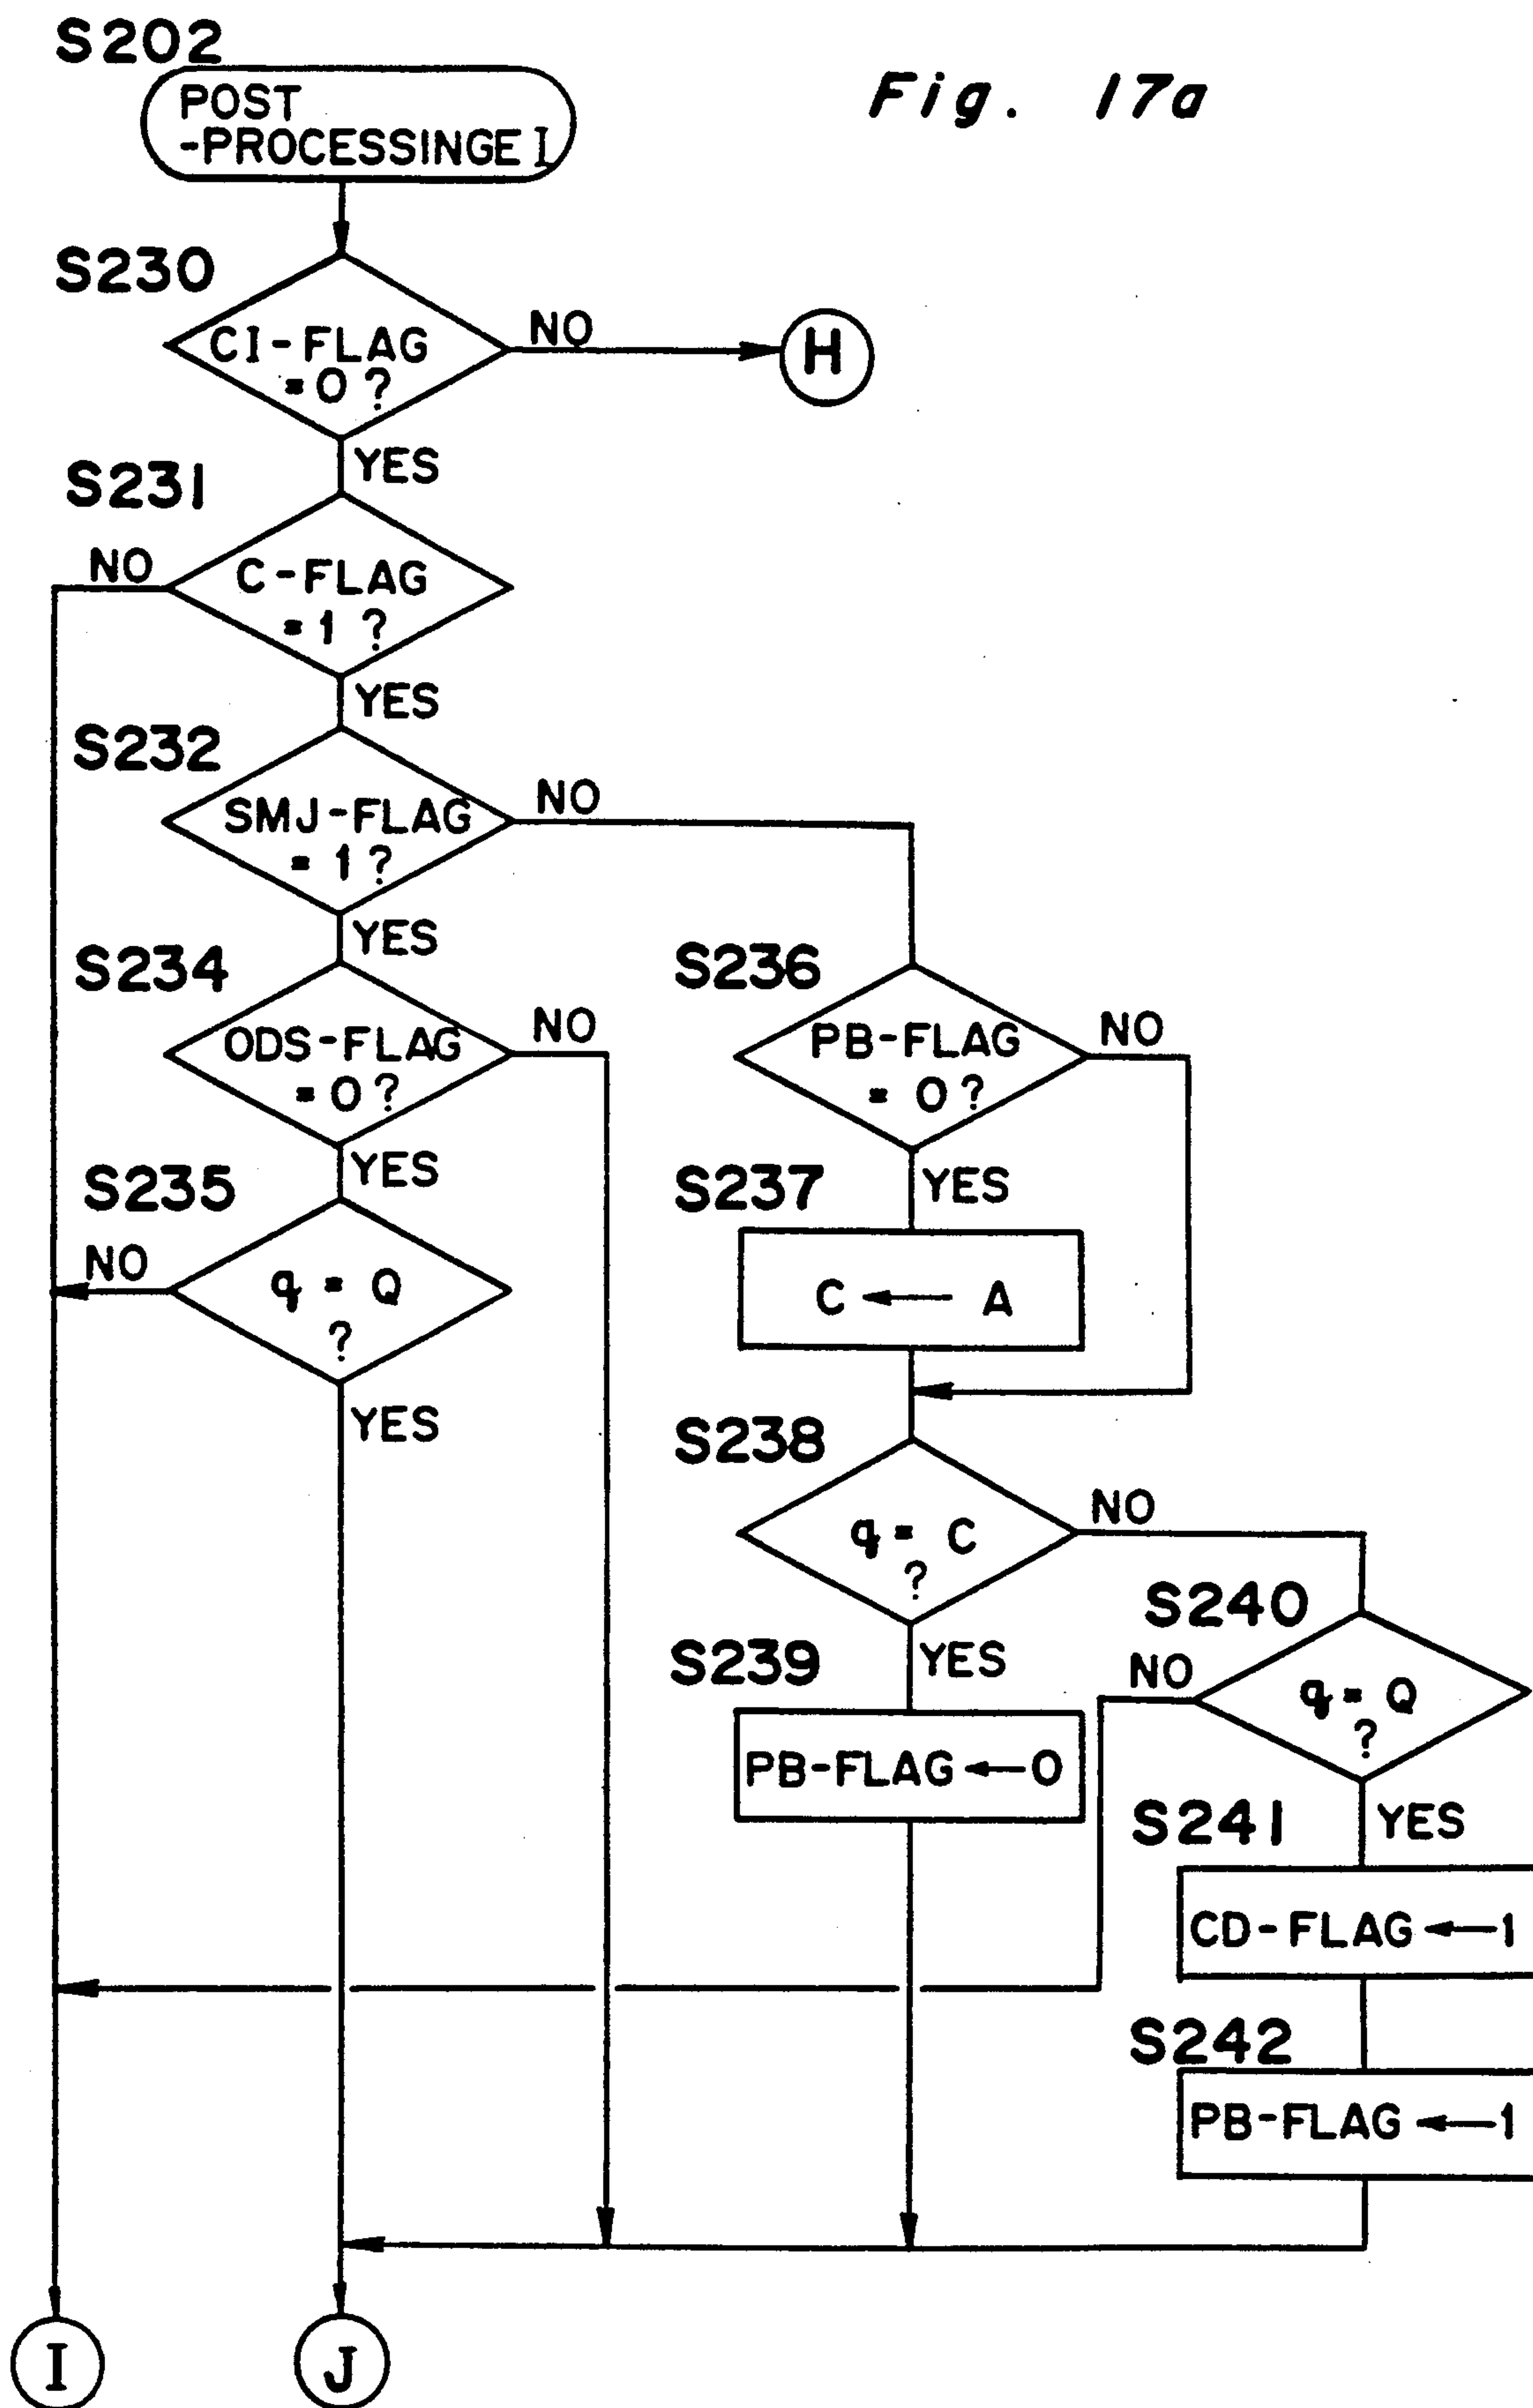 S202
Fig. 17a
POST
-PROCESSINGE I
S230
CI-FLAG
= 0 ?
NO
H
YES
S231
NO
C-FLAG
= 1 ?
YES
S232
SMJ-FLAG
= 1 ?
NO
YES
S234
ODS-FLAG
= 0 ?
NO
S236
PB-FLAG
= 0 ?
NO
YES
S235
NO
q = Q
?
YES
S237
YES
C ← A
S238
q = C
?
NO
S239
YES
PB-FLAG ← 0
S240
NO
q = Q
?
S241
YES
CD-FLAG ← 1
S242
PB-FLAG ← 1
I
J